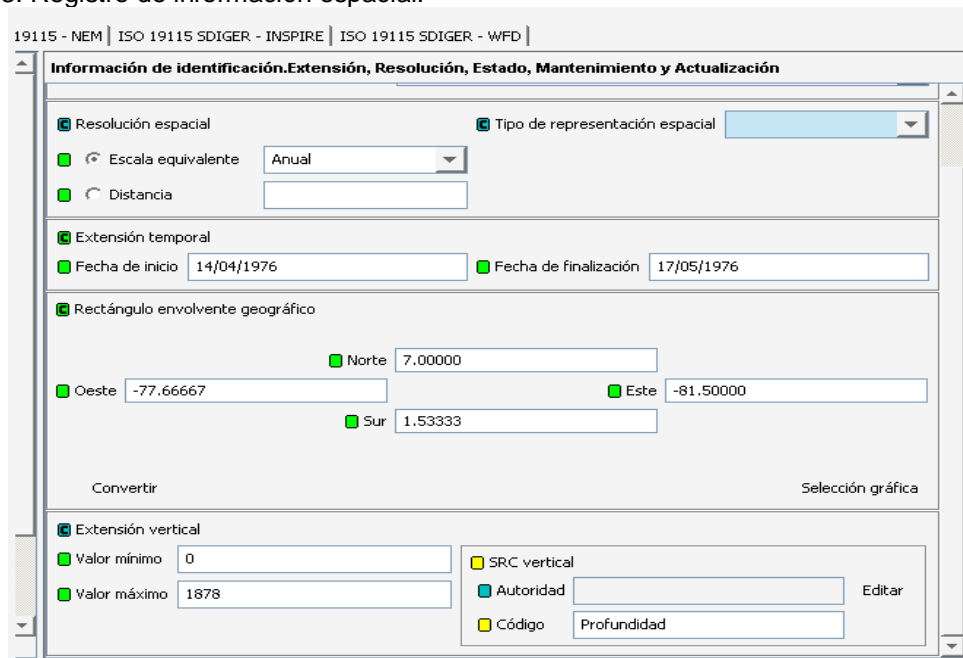 19115 - NEM | ISO 19115 SDIGER - INSPIRE | ISO 19115 SDIGER - WFD |
Información de identificación.Extensión, Resolución, Estado, Mantenimiento y Actualización
Resolución espacial Tipo de representación espacial
Escala equivalente Anual
Distancia
Extensión temporal
Fecha de inicio 14/04/1976 Fecha de finalización 17/05/1976
Rectángulo envolvente geográfico
Norte 7.00000
Oeste -77.66667 Este -81.50000
Sur 1.53333
Convertir Selección gráfica
Extensión vertical
Valor mínimo 0 SRC vertical
Autoridad Editar
Valor máximo 1878
Código Profundidad